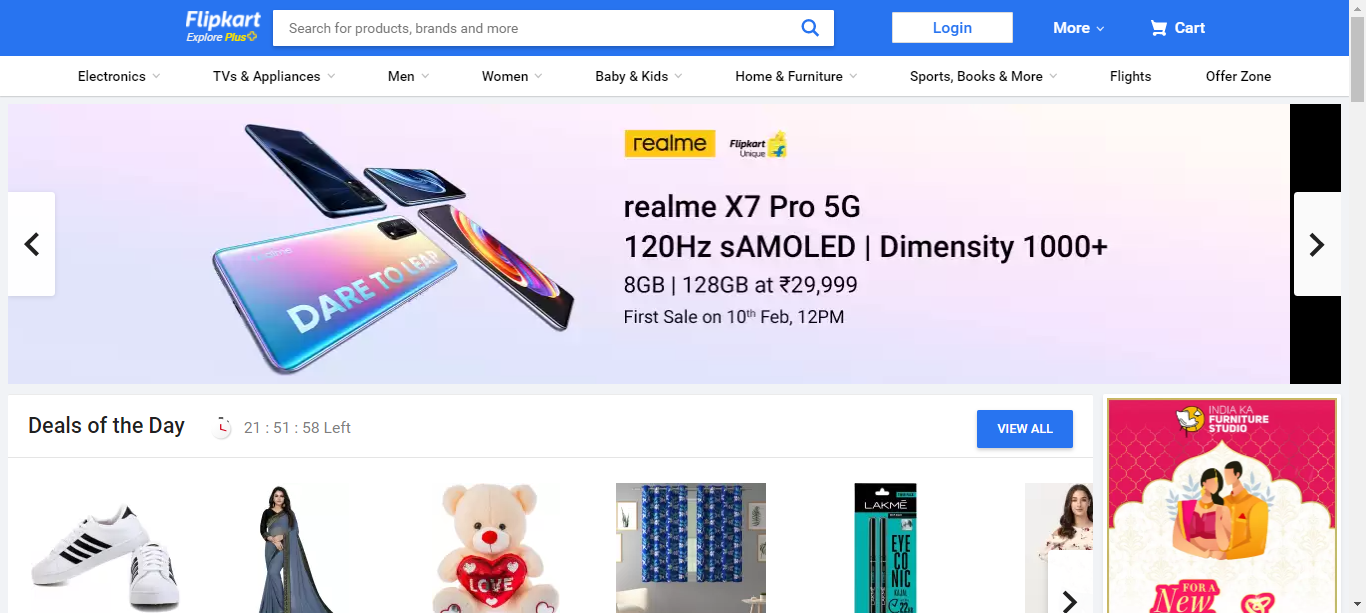 Flipkart
Explore Plus
Search for products, brands and more
Login
More
Cart
Electronics
TVs & Appliances
Men
Women
Baby & Kids
Home & Furniture
Sports, Books & More
Flights
Offer Zone
realme
Flipkart
Unique
realme X7 Pro 5G
120Hz sAMOLED | Dimensity 1000+
8GB | 128GB at ₹29,999
First Sale on 10th Feb, 12PM
realme
DARE TO LEAP
Deals of the Day
21 : 51 : 58 Left
VIEW ALL
INDIA KA
FURNITURE
STUDIO
LOVE
LAKMÉ
EYE
CO
NIC
KAJAL
22
FOR A
New